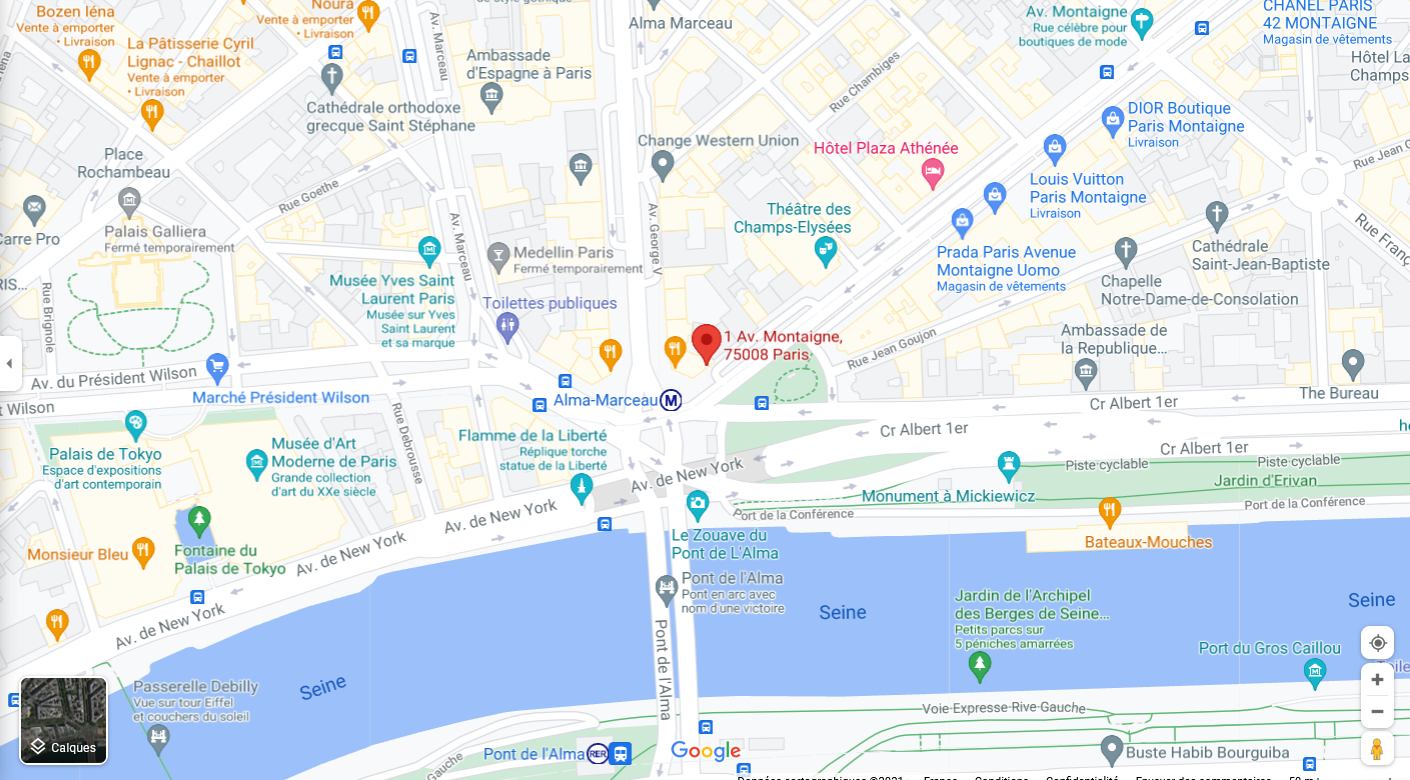 Bozen Iéna
Vente à emporter
• Livraison
Noura
Vente à emporter
• Livraison
La Pâtisserie Cyril
Lignac - Chaillot
Vente à emporter
• Livraison
Av. Marceau
Alma Marceau
Av. Montaigne
Rue célèbre pour
boutiques de mode
CHANEL PARIS
42 MONTAIGNE
Magasin de vêtements
Hôtel La
Champs-
Ambassade
d'Espagne à Paris
Cathédrale orthodoxe
grecque Saint Stéphane
Rue Chambiges
DIOR Boutique
Paris Montaigne
Livraison
Change Western Union
Hôtel Plaza Athénée
Rue Jean G
Place
Rochambeau
Rue Goethe
Louis Vuitton
Paris Montaigne
Livraison
Carre Pro
Palais Galliera
Fermé temporairement
Av. Marceau
Av. George V
Théâtre des
Champs-Elysées
Rue Franç
Medellin Paris
Fermé temporairement
Prada Paris Avenue
Montaigne Uomo
Magasin de vêtements
Cathédrale
Saint-Jean-Baptiste
Chapelle
Notre-Dame-de-Consolation
Rue Brignole
Musée Yves Saint
Laurent Paris
Musée sur Yves
Saint Laurent
et sa marque
Toilettes publiques
1 Av. Montaigne,
75008 Paris
Rue Jean Goujon
Ambassade de
la Republique...
The Bureau
Av. du Président Wilson
Wilson
Marché Président Wilson
Alma-Marceau
M
Cr Albert 1er
Rue Debrousse
Cr Albert 1er
Cr Albert 1er
Palais de Tokyo
Espace d'expositions
d'art contemporain
Musée d'Art
Moderne de Paris
Grande collection
d'art du XXe siècle
Flamme de la Liberté
Réplique torche
statue de la Liberté
Av. de New York
Piste cyclable
Piste cyclable
Jardin d'Erivan
Monument à Mickiewicz
Port de la Conférence
Port de la Conférence
Av. de New York
Le Zouave du
Pont de L'Alma
Bateaux-Mouches
Monsieur Bleu
Fontaine du
Palais de Tokyo
Av. de New York
Pont de l'Alma
Pont en arc avec
nom d'une victoire
Seine
Jardin de l'Archipel
des Berges de Seine...
Petits parcs sur
5 péniches amarrées
Seine
Av. de New York
Pont de l'Alma
Port du Gros Caillou
Passerelle Debilly
Vue sur tour Eiffel
et couchers du soleil
Seine
Voie Expresse Rive Gauche
Calques
Gauche
Pont de l'Alma
RER
Google
Buste Habib Bourguiba